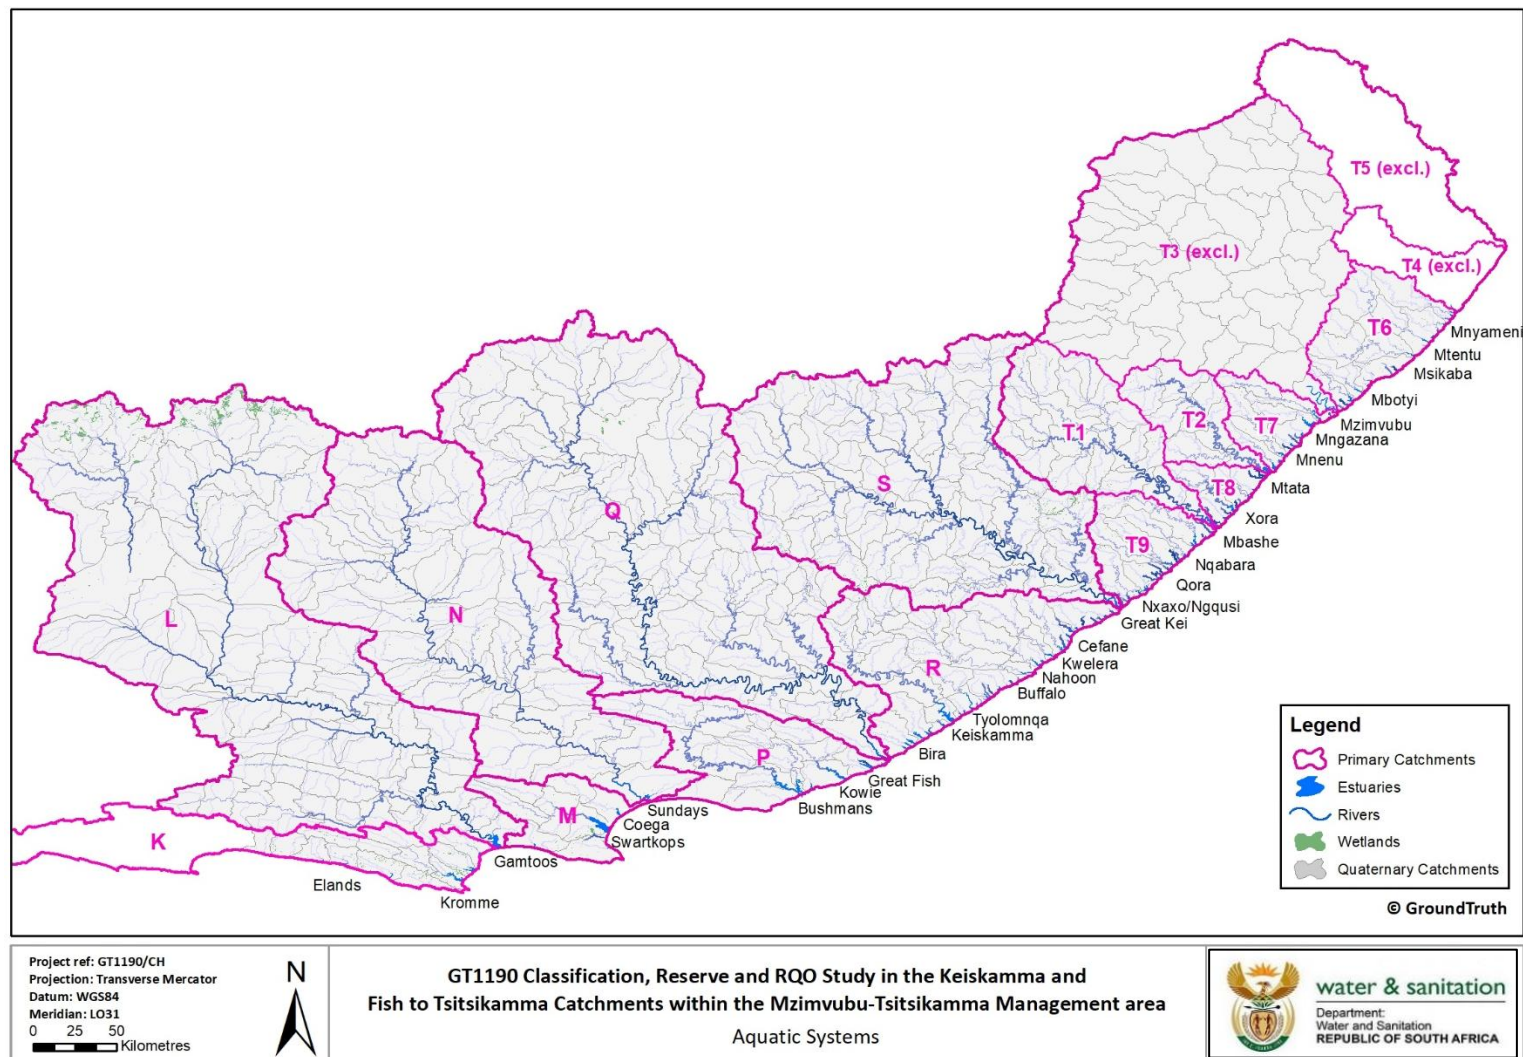 T5 (excl.)
T3 (excl.)
T4 (excl.)
T6
Mnyameni
Mtentu
Msikaba
Mbotyi
Mzimvubu
Mngazana
Mnenu
Mtata
Xora
Mbashe
Nqabara
Qora
Nxaxo/Ngqusi
Great Kei
Cefane
Kwelera
Nahoon
Buffalo
Tyolomnqa
Keiskamma
Bira
Great Fish
Kowie
Bushmans
Sundays
Coega
Swartkops
Gamtoos
Elands
Kromme
T1
T2
T7
T8
T9
S
Q
N
L
R
P
M
K
Legend
Primary Catchments
Estuaries
Rivers
Wetlands
Quaternary Catchments
© GroundTruth
Project ref: GT1190/CH
Projection: Transverse Mercator
Datum: WGS84
Meridian: LO31
0 25 50
Kilometres
N
GT1190 Classification, Reserve and RQO Study in the Keiskamma and
Fish to Tsitsikamma Catchments within the Mzimvubu-Tsitsikamma Management area
Aquatic Systems
water & sanitation
Department:
Water and Sanitation
REPUBLIC OF SOUTH AFRICA